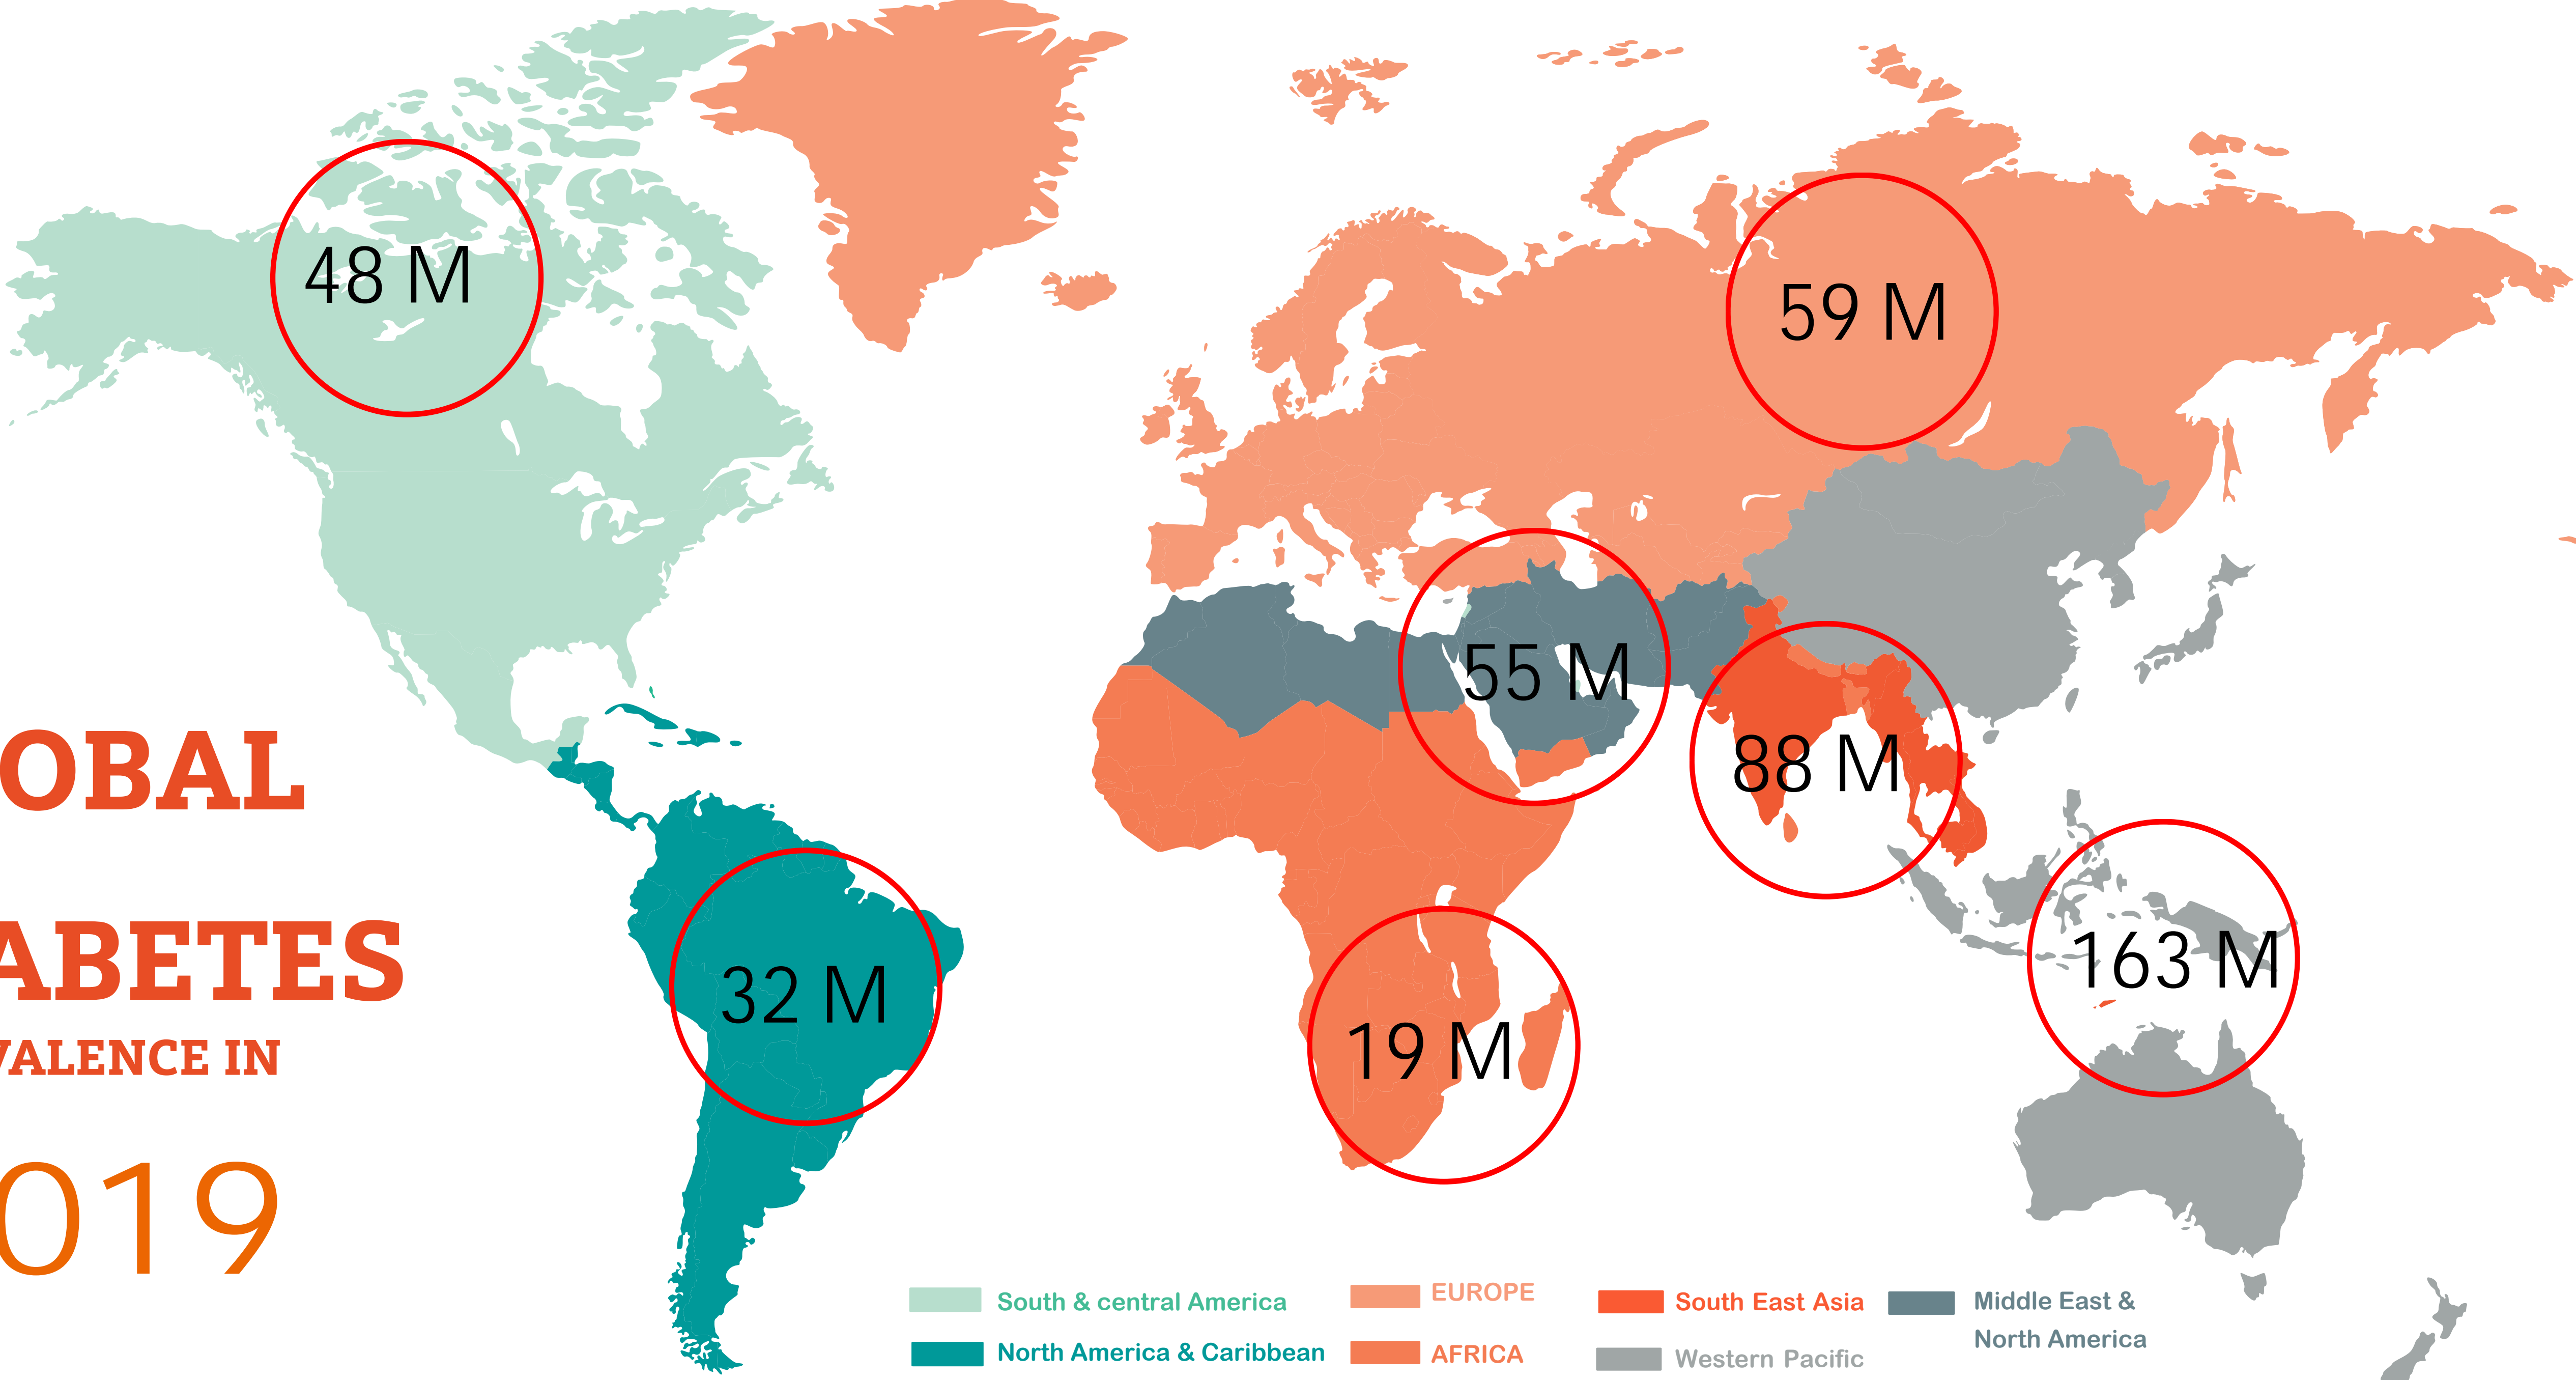 48 M
59 M
55 M
88 M
163 M
32 M
19 M
OBAL
ABETES
VALENCE IN
019
South & central America
North America & Caribbean
EUROPE
AFRICA
South East Asia
Western Pacific
Middle East &
North America